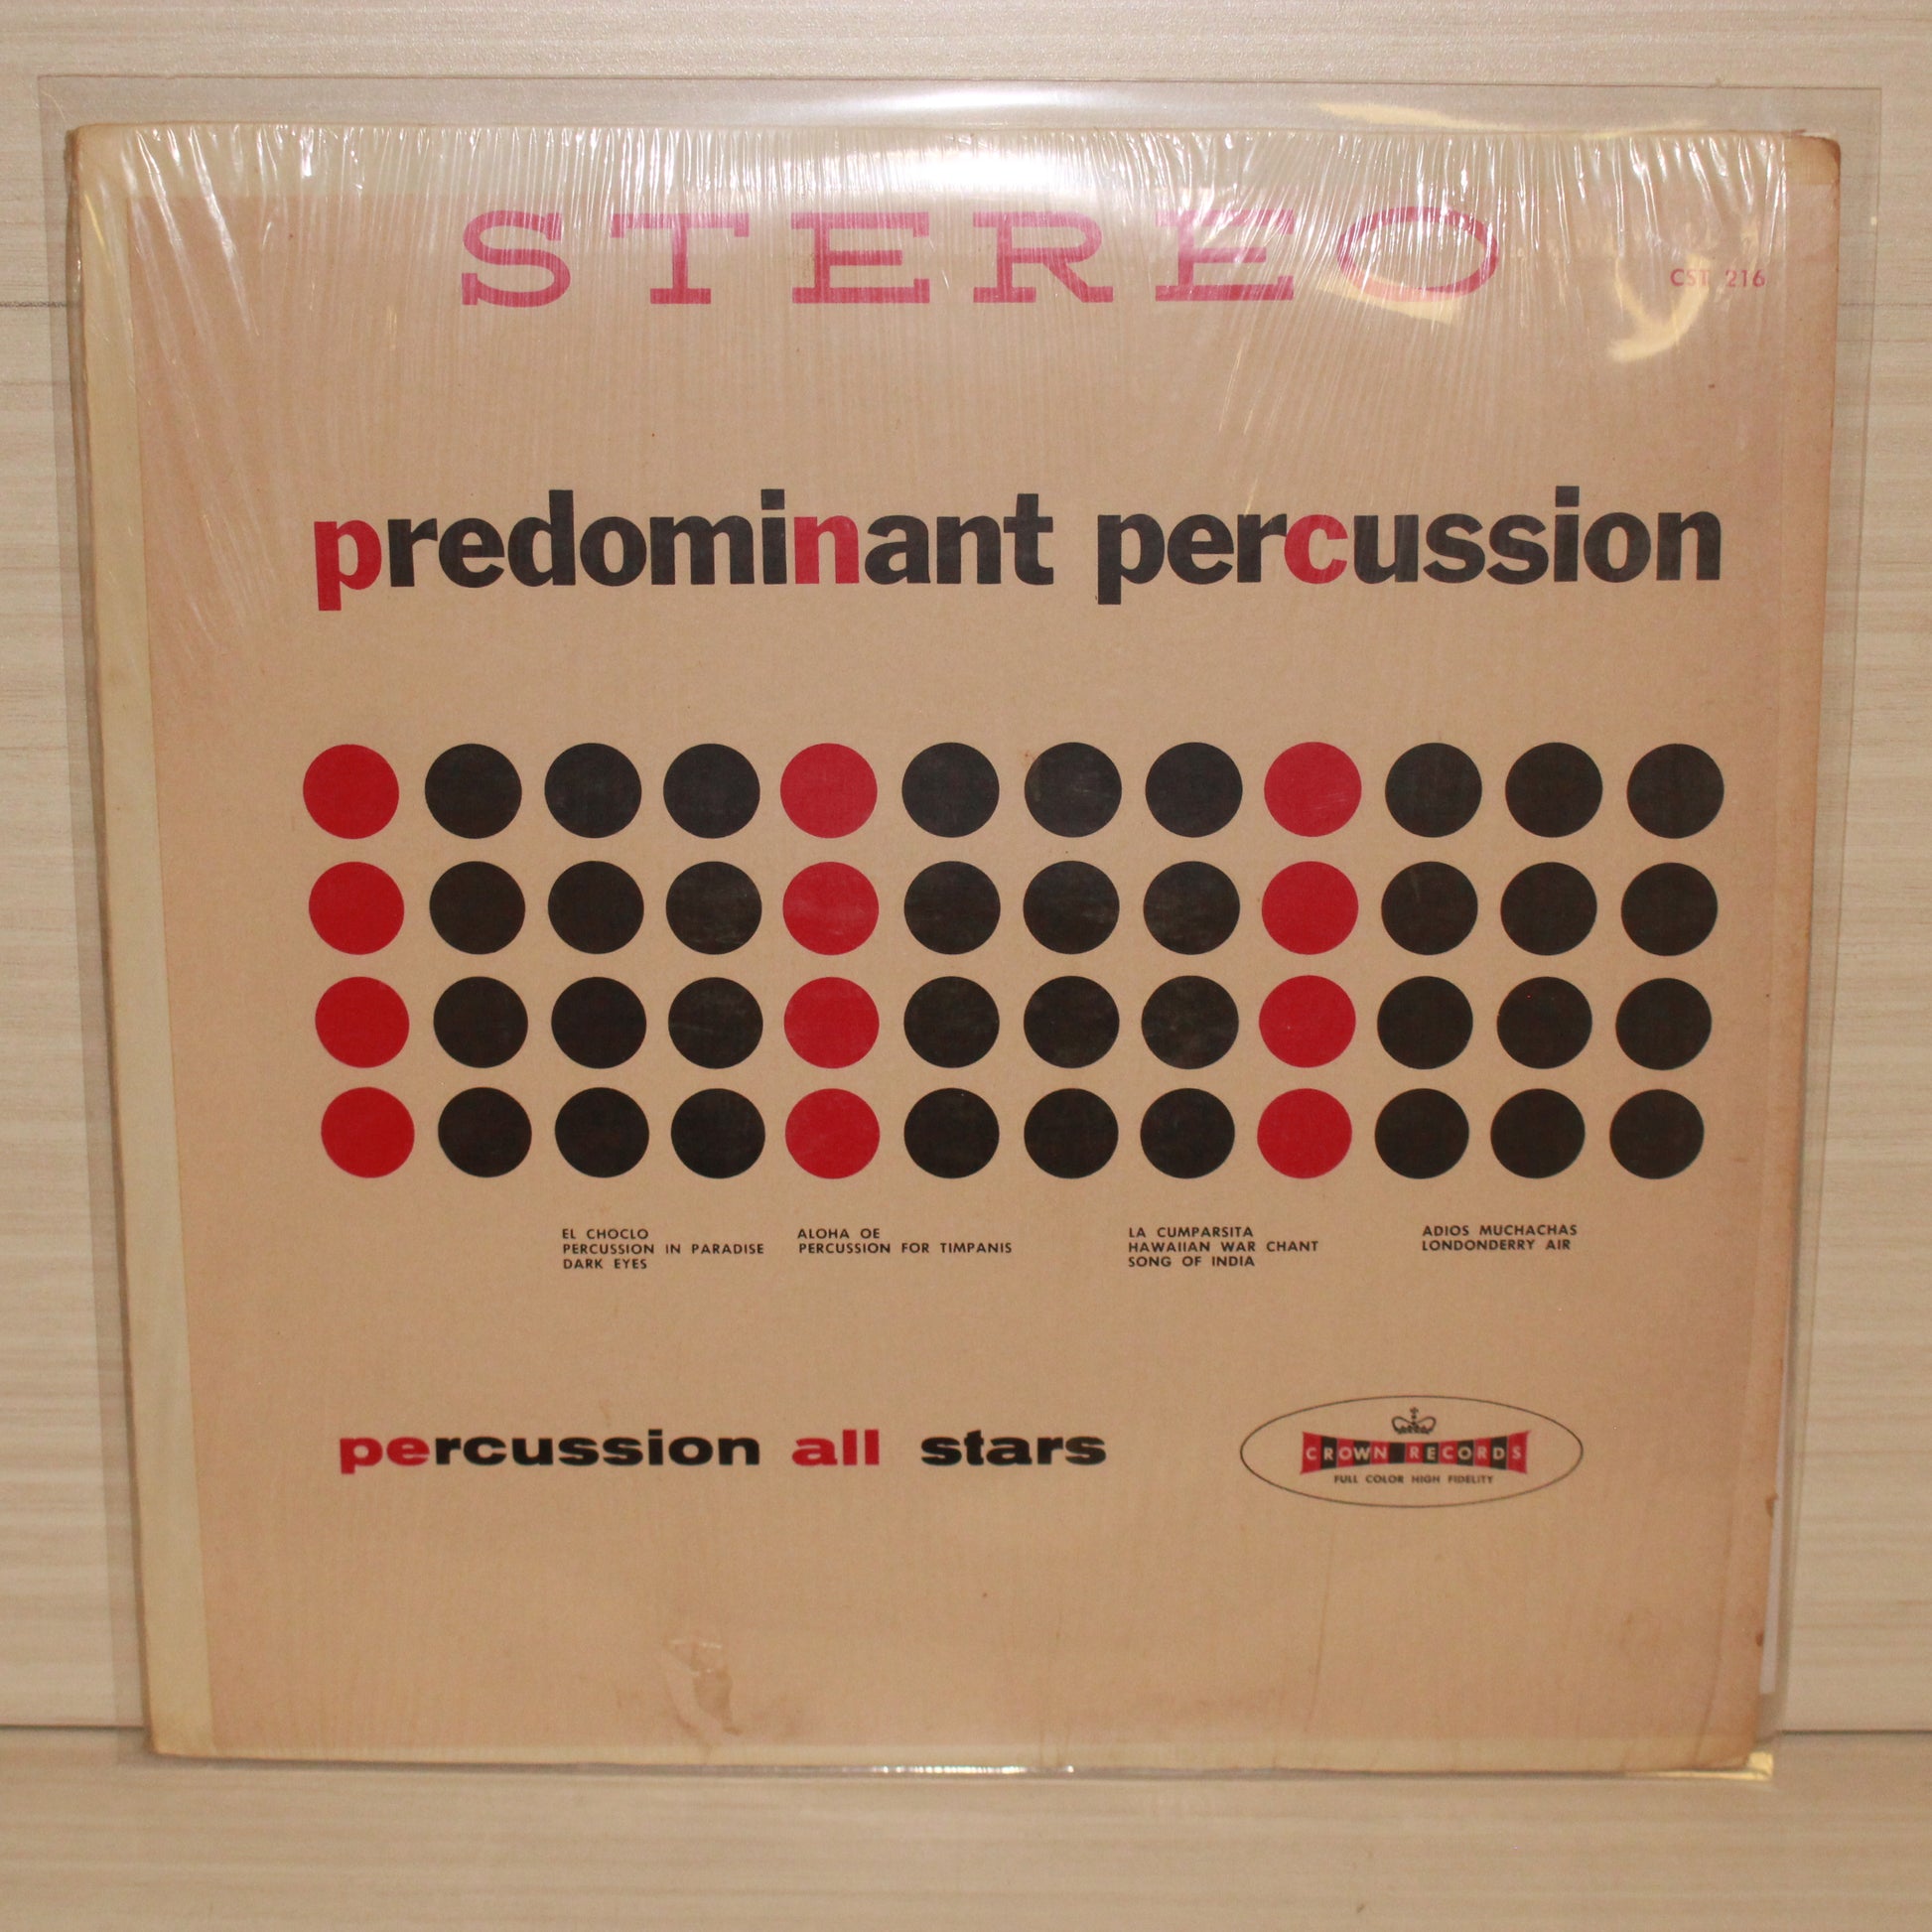 STEREO
CST 216
predominant percussion
EL CHOCLO
PERCUSSION IN PARADISE
DARK EYES
ALOHA OE
PERCUSSION FOR TIMPANIS
LA CUMPARSITA
HAWAIIAN WAR CHANT
SONG OF INDIA
ADIOS MUCHACHAS
LONDONDERRY AIR
percussion all stars
CROWN RECORDS
FULL COLOR HIGH FIDELITY